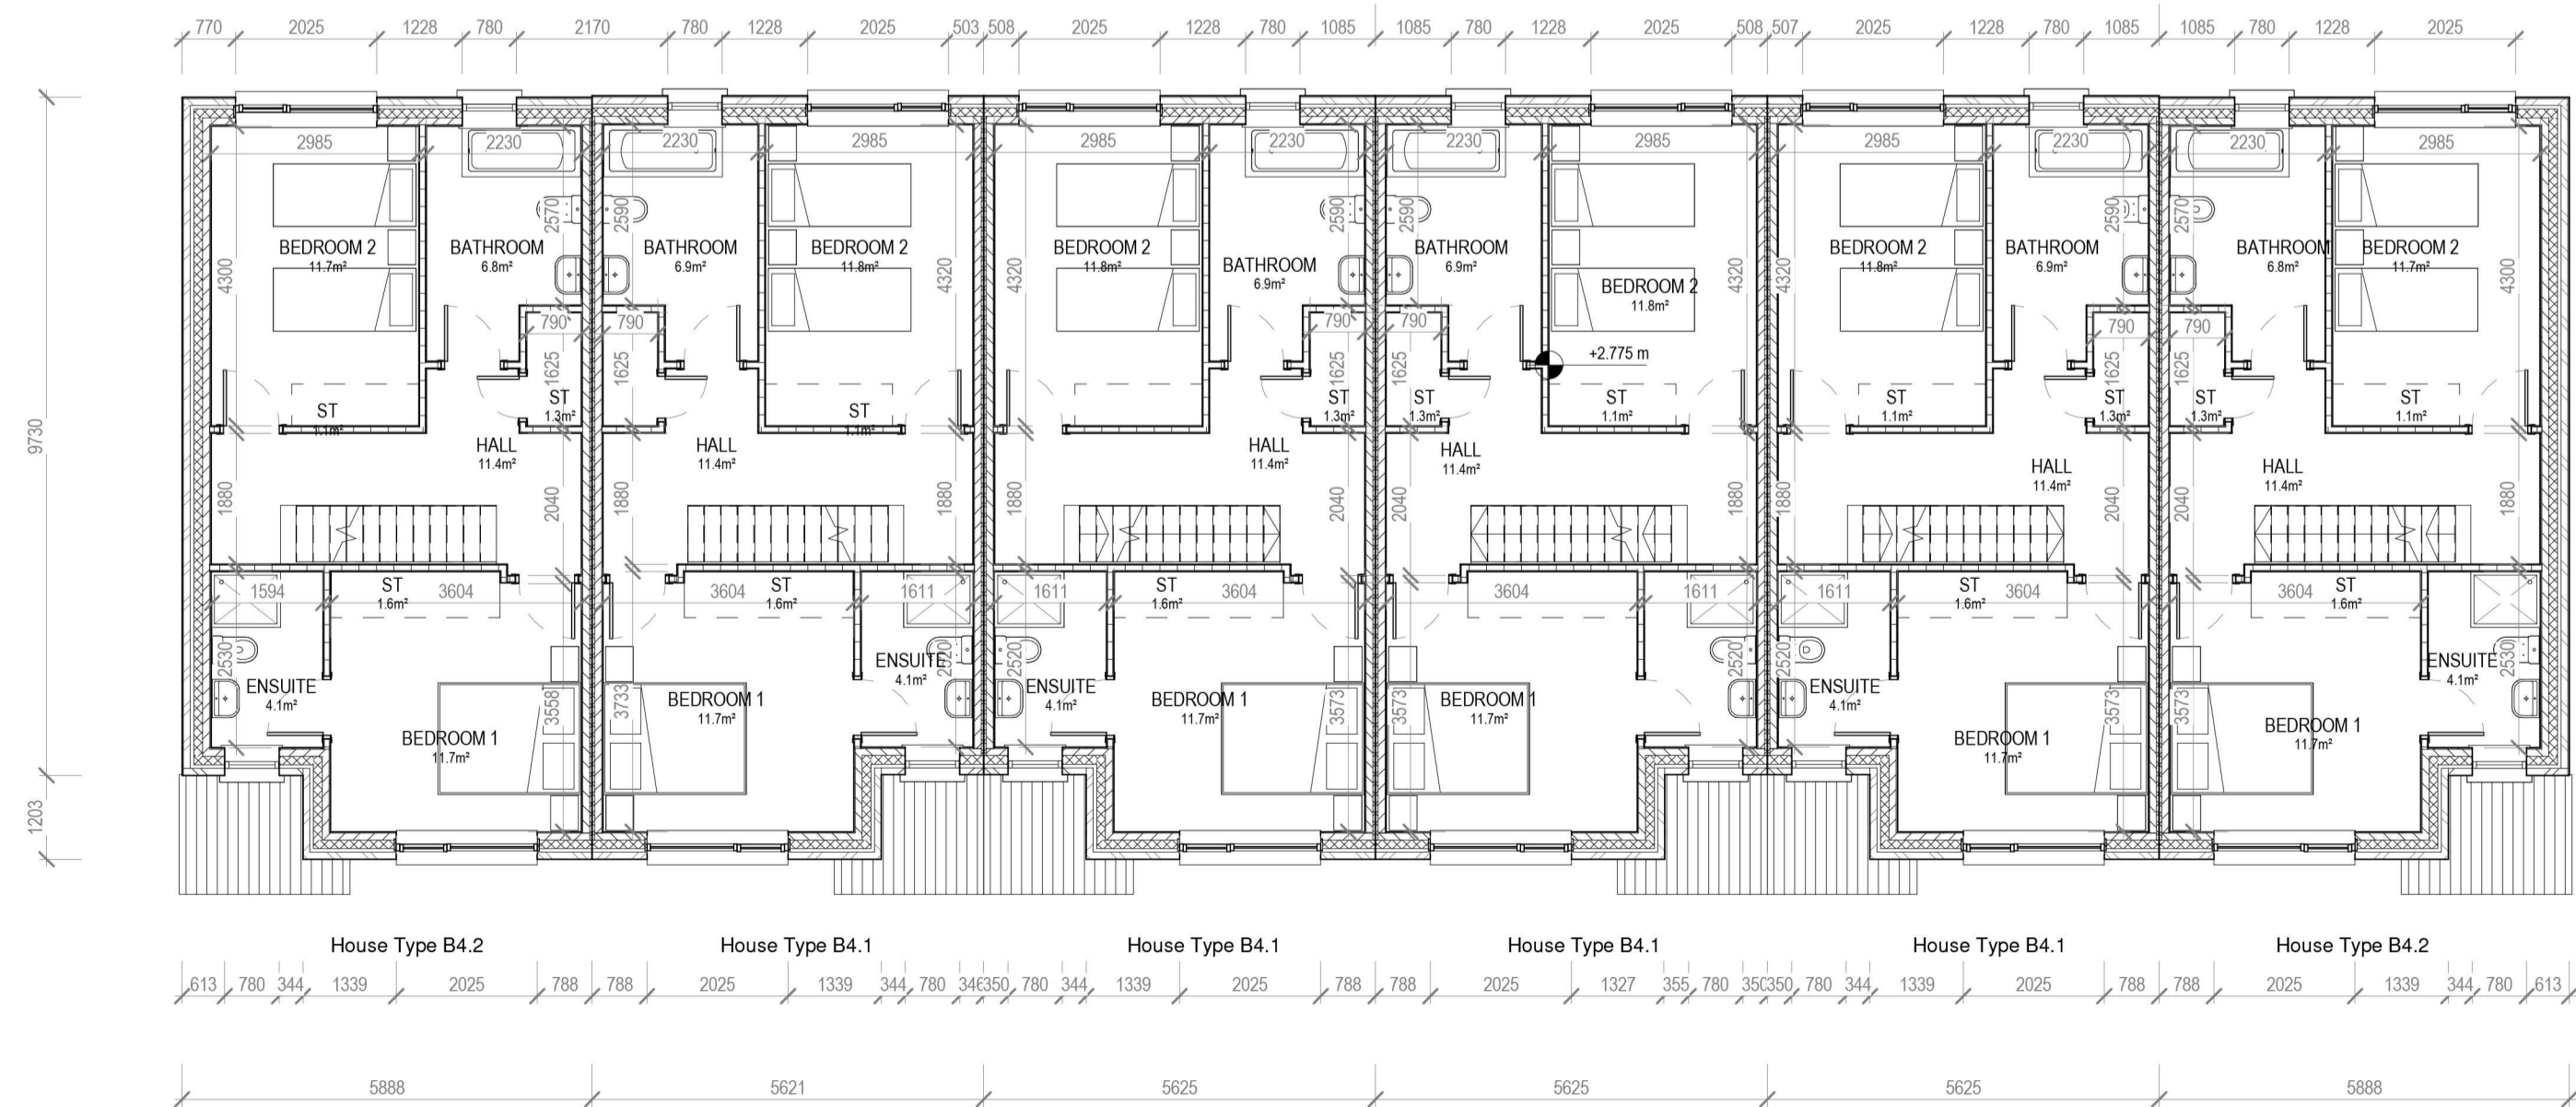 770 2025 1228 780 2170 780 1228 2025 503 508 2025 1228 780 1085 1085 780 1228 2025 508 507 2025 1228 780 1085 1085 780 1228 2025
2985 2230 2230 2985 2985 2230 2230 2985 2985 2230 2230 2985
2570 2590 2590 2590 2590 2570
BEDROOM 2 BATHROOM BATHROOM BEDROOM 2 BEDROOM 2 BATHROOM BEDROOM 2 BATHROOM BATHROOM BEDROOM 2
11.7m² 6.8m² 6.9m² 11.8m² 11.8m² 6.9m² 11.8m² 6.9m² 6.8m² 11.7m²
BATHROOM
6.9m²
4300 4320 4320 4320 4320 4300
BEDROOM 2
11.8m²
790 790 790 790 790 790
+2.775 m
1625 1625 1625 1625 1625 1625
ST ST ST ST ST ST ST ST ST ST
1.1m² 1.3m² 1.1m² 1.3m² 1.3m² 1.1m² 1.1m² 1.3m² 1.3m² 1.1m²
9730
HALL HALL HALL HALL HALL HALL
11.4m² 11.4m² 11.4m² 11.4m² 11.4m² 11.4m²
1880 2040 1880 1880 1880 2040 2040 1880 1880 2040 2040 1880
ST ST ST ST ST
1594 3604 3604 1611 1611 3604 3604 1611 1611 3604 3604
1.6m² 1.6m² 1.6m² 1.6m² 1.6m²
2530 2520 2520 2520 2520 2530
ENSUITE ENSUITE
4.1m² 4.1m²
ENSUITE ENSUITE ENSUITE
4.1m² 4.1m² 4.1m²
BEDROOM 1 BEDROOM 1 BEDROOM 1
11.7m² 11.7m² 11.7m²
3558 3733 3573 3573 3573 3573
BEDROOM 1 BEDROOM 1 BEDROOM 1
11.7m² 11.7m² 11.7m²
1203
House Type B4.2 House Type B4.1 House Type B4.1 House Type B4.1 House Type B4.1 House Type B4.2
613 780 344 1339 2025 788 788 2025 1339 344 780 346 350 780 344 1339 2025 788 788 2025 1327 355 780 350 350 780 344 1339 2025 788 788 2025 1339 344 780 613
5888 5621 5625 5625 5625 5888